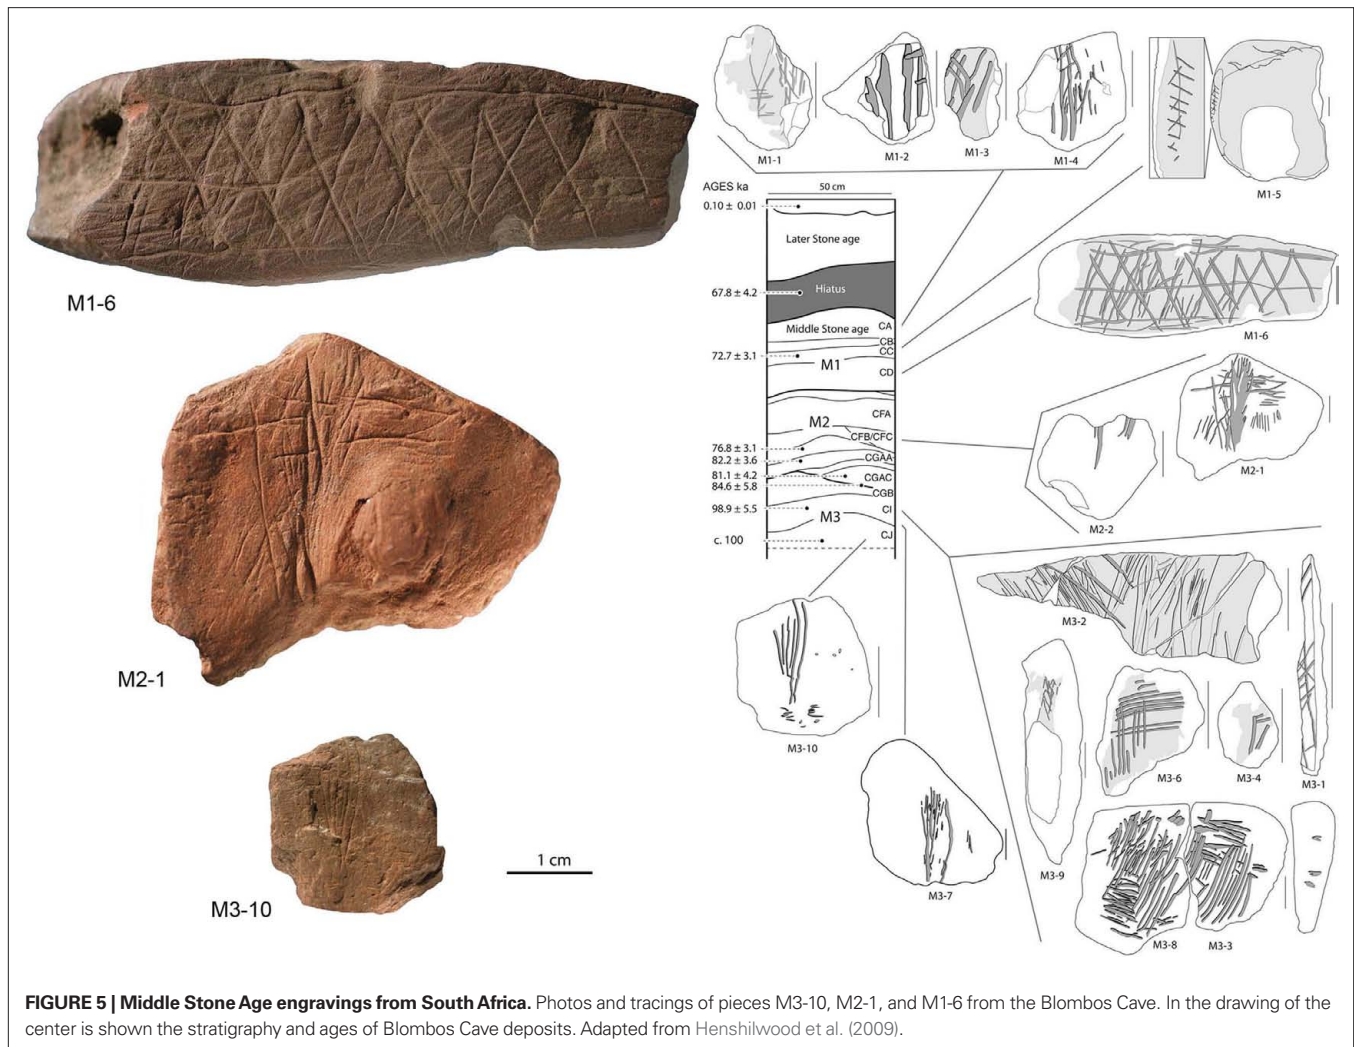 M1-6
M2-1
M3-10
1 cm
M1-1
M1-2
M1-3
M1-4
M1-5
AGES ka
50 cm
0.10 ± 0.01
Later Stone age
67.8 ± 4.2
Hiatus
Middle Stone age
CA
CB
CC
72.7 ± 3.1
M1
CD
M1-6
CFA
M2
CFB/CFC
76.8 ± 3.1
82.2 ± 3.6
CGAA
81.1 ± 4.2
CGAC
84.6 ± 5.8
CGB
98.9 ± 5.5
CI
M3
c. 100
CJ
M2-1
M2-2
M3-2
M3-10
M3-6
M3-4
M3-1
M3-9
M3-7
M3-8
M3-3
FIGURE 5 | Middle Stone Age engravings from South Africa. Photos and tracings of pieces M3-10, M2-1, and M1-6 from the Blombos Cave. In the drawing of the
center is shown the stratigraphy and ages of Blombos Cave deposits. Adapted from Henshilwood et al. (2009).